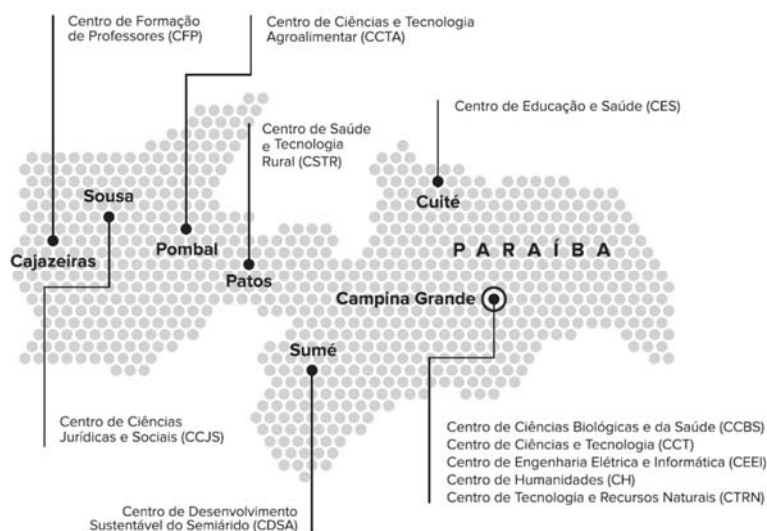 Centro de Formação
de Professores (CFP)
Centro de Ciências e Tecnologia
Agroalimentar (CCTA)
Centro de Educação e Saúde (CES)
Centro de Saúde
e Tecnologia
Rural (CSTR)
Sousa
Cuité
Cajazeiras
Pombal
PARAÍBA
Patos
Campina Grande
Sumé
Centro de Ciências
Jurídicas e Sociais (CCJS)
Centro de Ciências Biológicas e da Saúde (CCBS)
Centro de Ciências e Tecnologia (CCT)
Centro de Engenharia Elétrica e Informática (CEEI)
Centro de Humanidades (CH)
Centro de Tecnologia e Recursos Naturais (CTRN)
Centro de Desenvolvimento
Sustentável do Semiárido (CDSA)